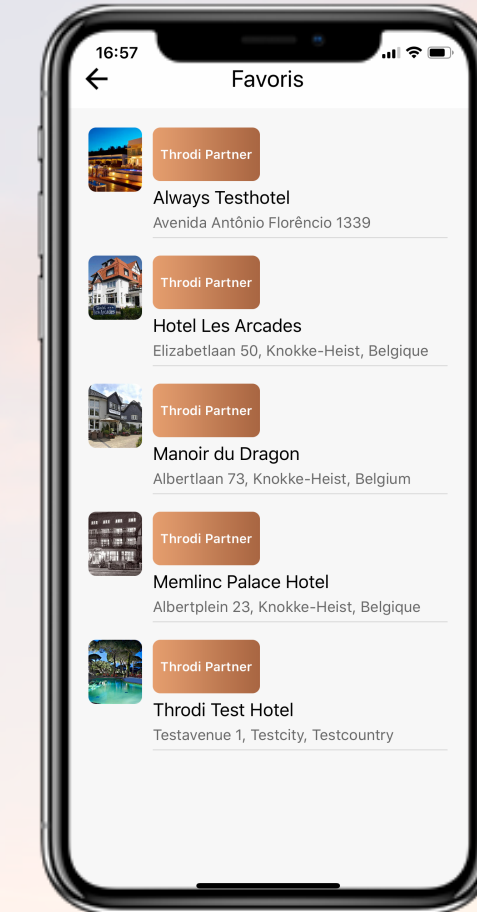 16:57
Favoris
Throdi Partner
Always Testhotel
Avenida Antônio Florêncio 1339
Throdi Partner
Hotel Les Arcades
Elizabetlaan 50, Knokke-Heist, Belgique
Throdi Partner
Manoir du Dragon
Albertlaan 73, Knokke-Heist, Belgium
Throdi Partner
Memlinc Palace Hotel
Albertplein 23, Knokke-Heist, Belgique
Throdi Partner
Throdi Test Hotel
Testavenue 1, Testcity, Testcountry